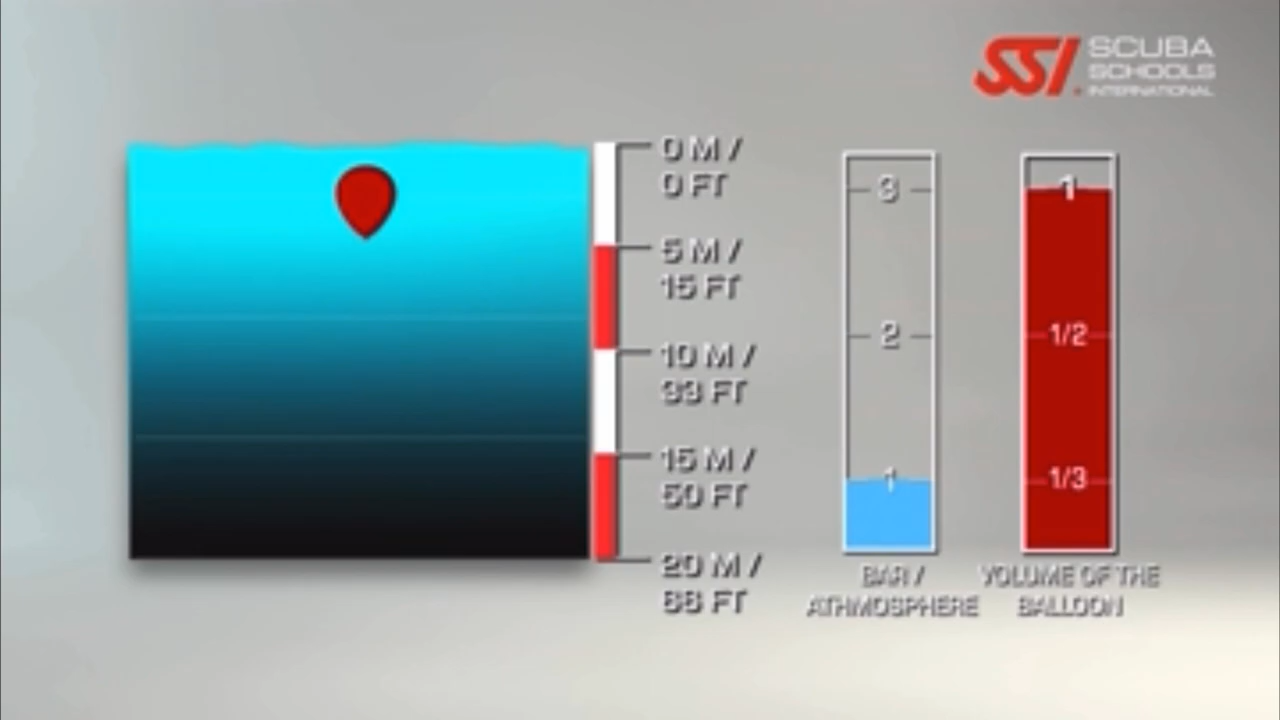 SSI
SCUBA
SCHOOLS
INTERNATIONAL
0 M /
0 FT
5 M /
15 FT
10 M /
33 FT
15 M /
50 FT
20 M /
66 FT
3
2
1
BAR /
ATHMOSPHERE
1
1/2
1/3
VOLUME OF THE
BALLOON